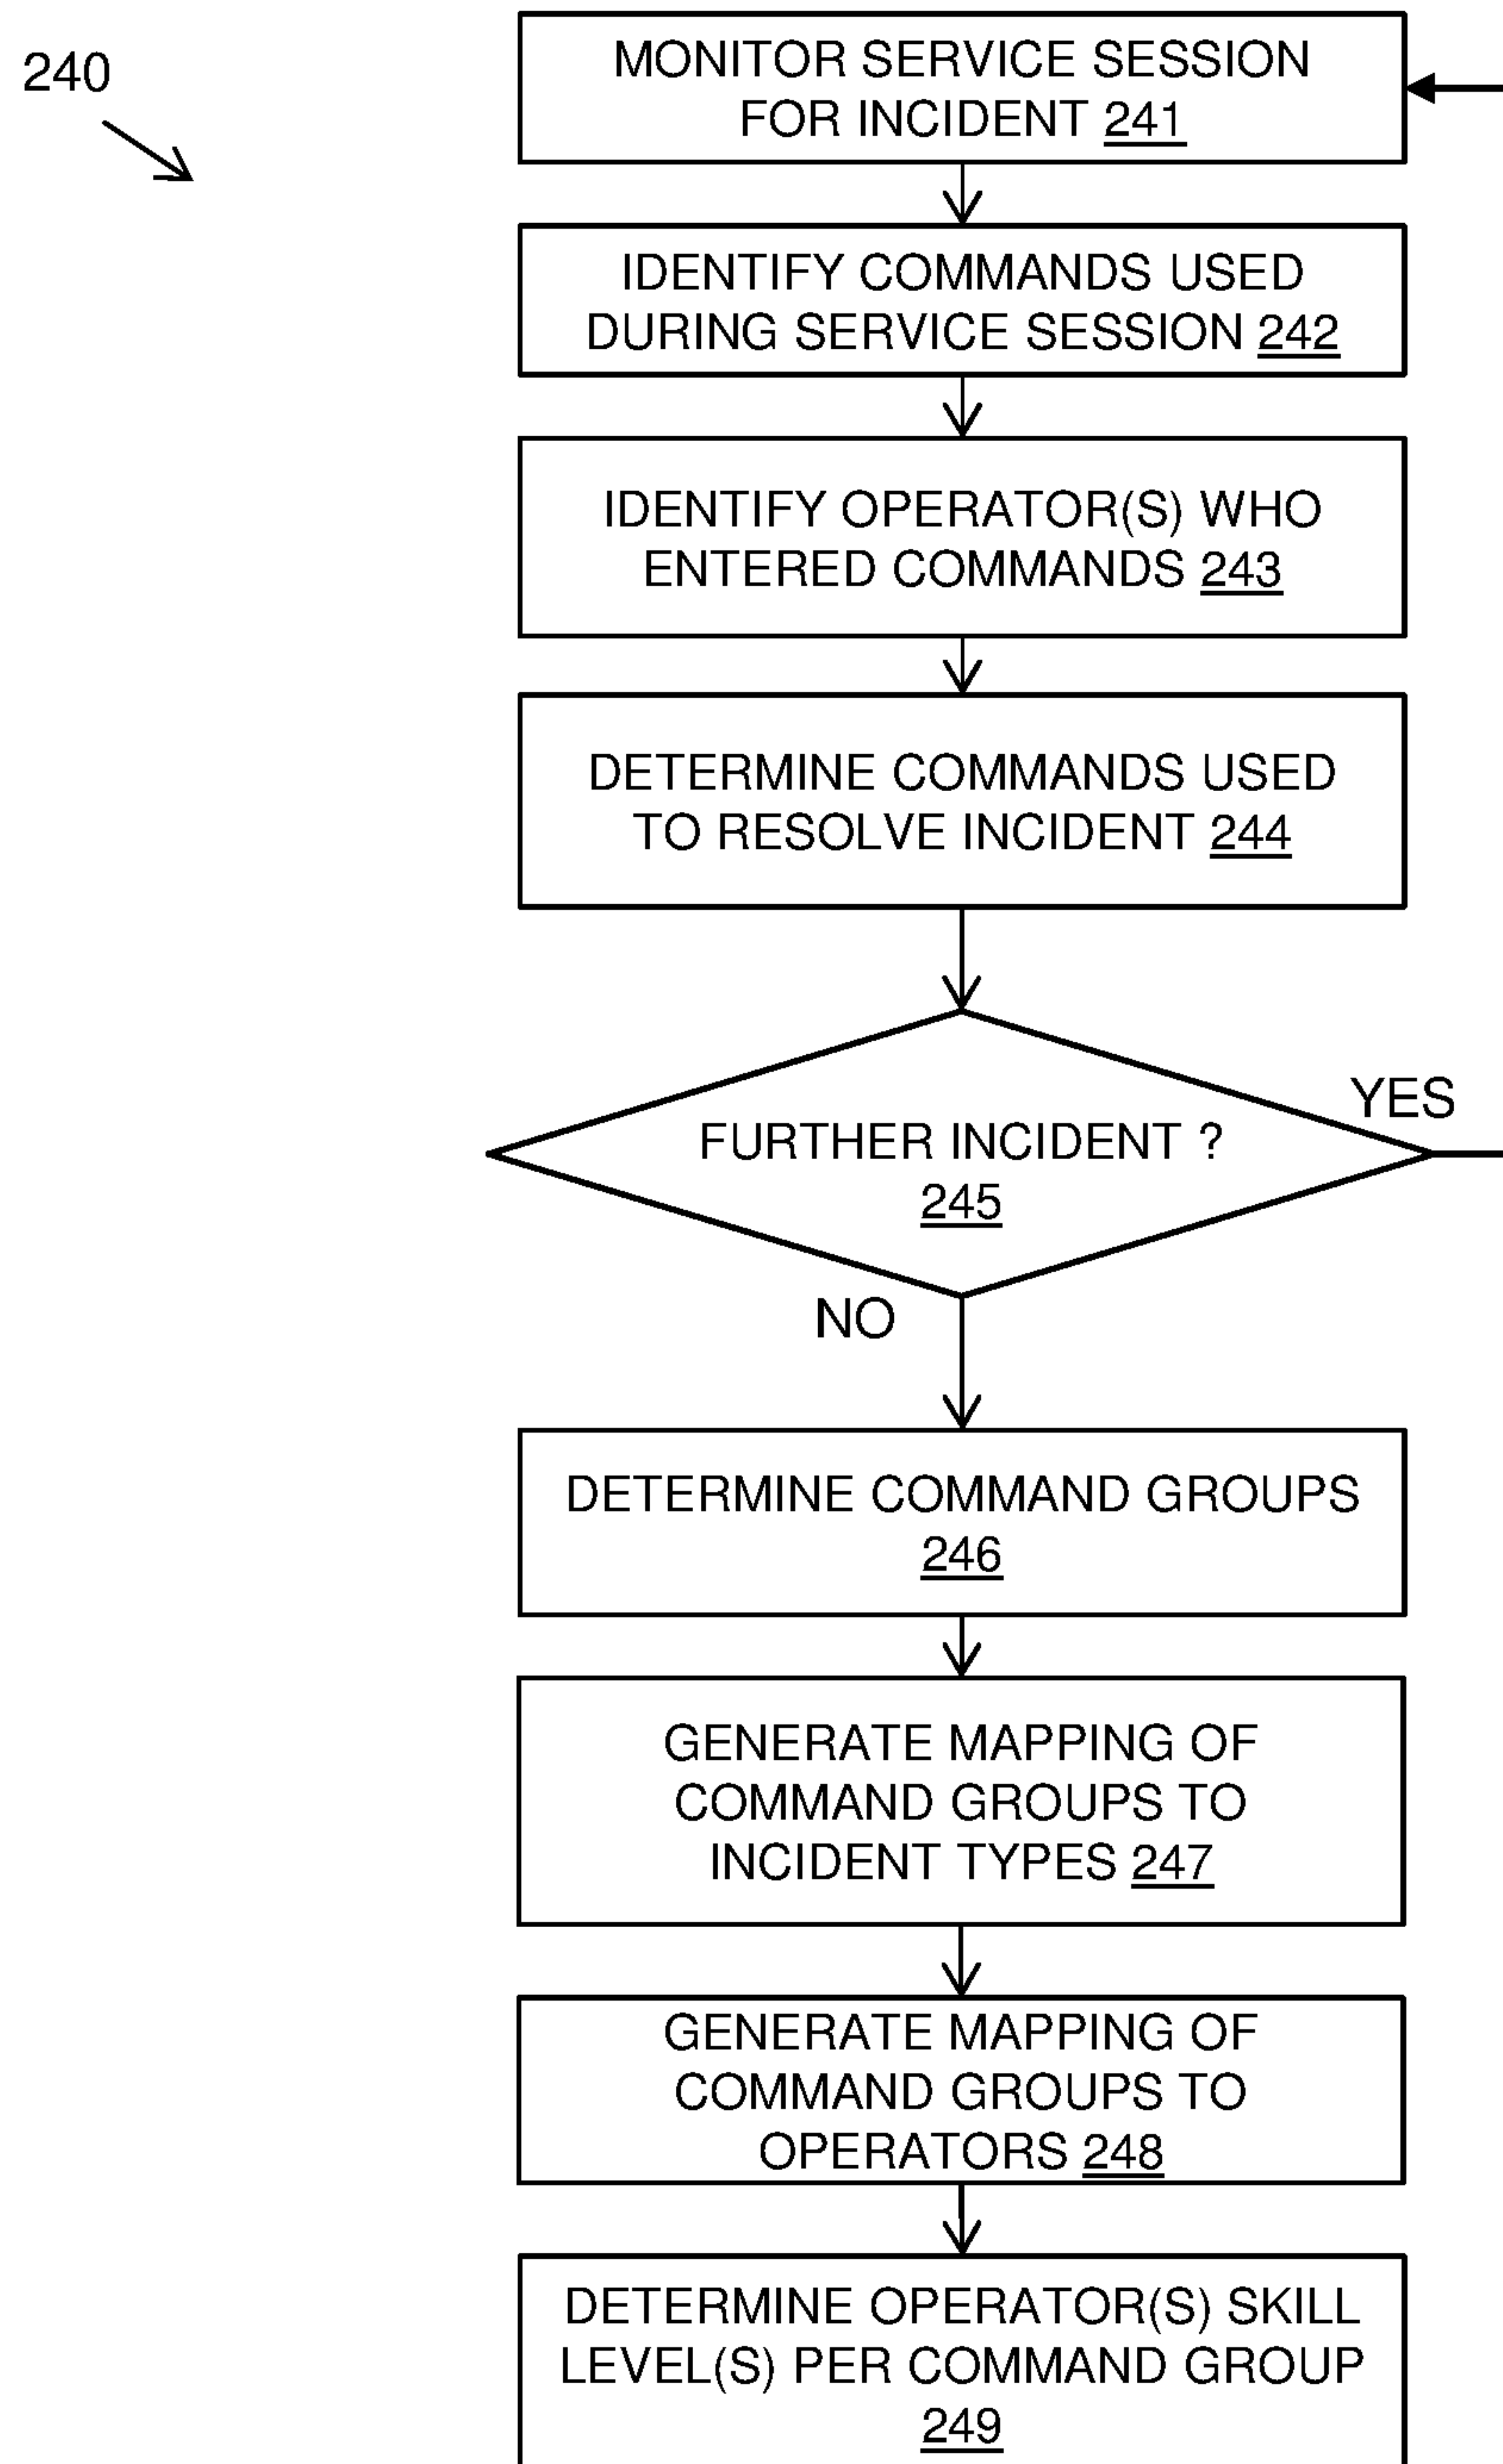 240
MONITOR SERVICE SESSION
FOR INCIDENT 241
IDENTIFY COMMANDS USED
DURING SERVICE SESSION 242
IDENTIFY OPERATOR(S) WHO
ENTERED COMMANDS 243
DETERMINE COMMANDS USED
TO RESOLVE INCIDENT 244
YES
FURTHER INCIDENT ?
245
NO
DETERMINE COMMAND GROUPS
246
GENERATE MAPPING OF
COMMAND GROUPS TO
INCIDENT TYPES 247
GENERATE MAPPING OF
COMMAND GROUPS TO
OPERATORS 248
DETERMINE OPERATOR(S) SKILL
LEVEL(S) PER COMMAND GROUP
249